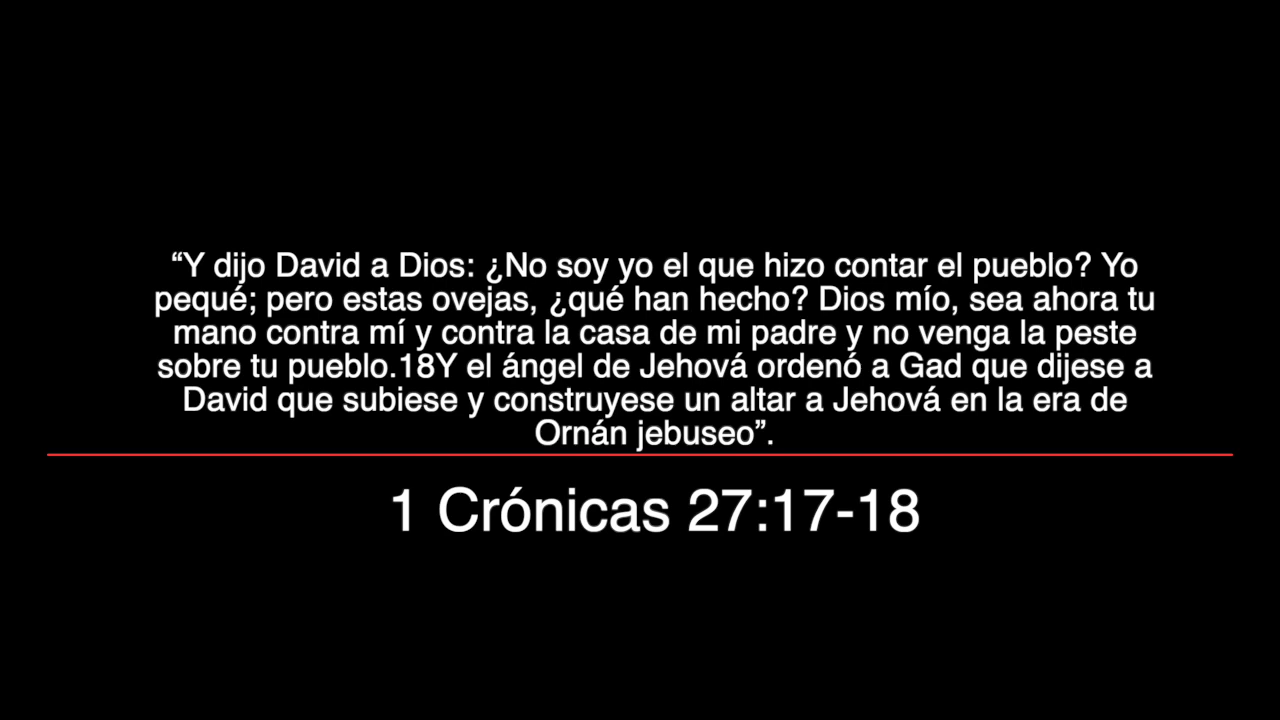 “Y dijo David a Dios: ¿No soy yo el que hizo contar el pueblo? Yo
pequé; pero estas ovejas, ¿qué han hecho? Dios mío, sea ahora tu
mano contra mí y contra la casa de mi padre y no venga la peste
sobre tu pueblo.18Y el ángel de Jehová ordenó a Gad que dijese a
David que subiese y construyese un altar a Jehová en la era de
Ornán jebuseo”.
1 Crónicas 27:17-18